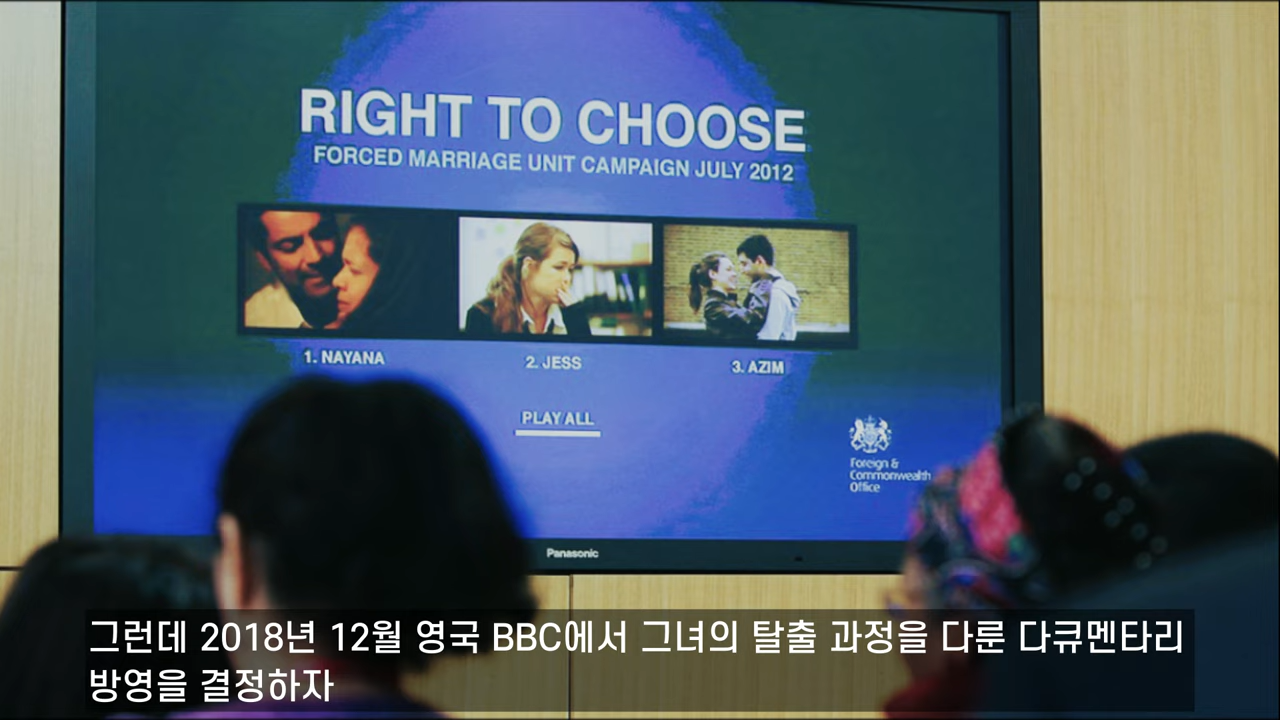 RIGHT TO CHOOSE
FORCED MARRIAGE UNIT CAMPAIGN JULY 2012
1. NAYANA
2. JESS
3. AZIM
PLAY ALL
Foreign &
Commonwealth
Office
Panasonic
그런데 2018년 12월 영국 BBC에서 그녀의 탈출 과정을 다룬 다큐멘타리
방영을 결정하자